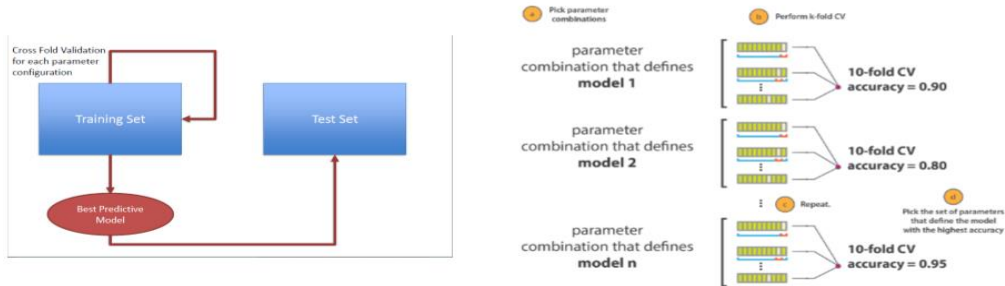 Cross Fold Validation
for each parameter
configuration
Training Set
Test Set
Best Predictive
Model
a
Pick parameter
combinations
b
Perform k-fold CV
parameter
combination that defines
model 1
10-fold CV
accuracy = 0.90
parameter
combination that defines
model 2
10-fold CV
accuracy = 0.80
c
Repeat.
d
Pick the set of parameters
that define the model
with the highest accuracy
parameter
combination that defines
model n
10-fold CV
accuracy = 0.95